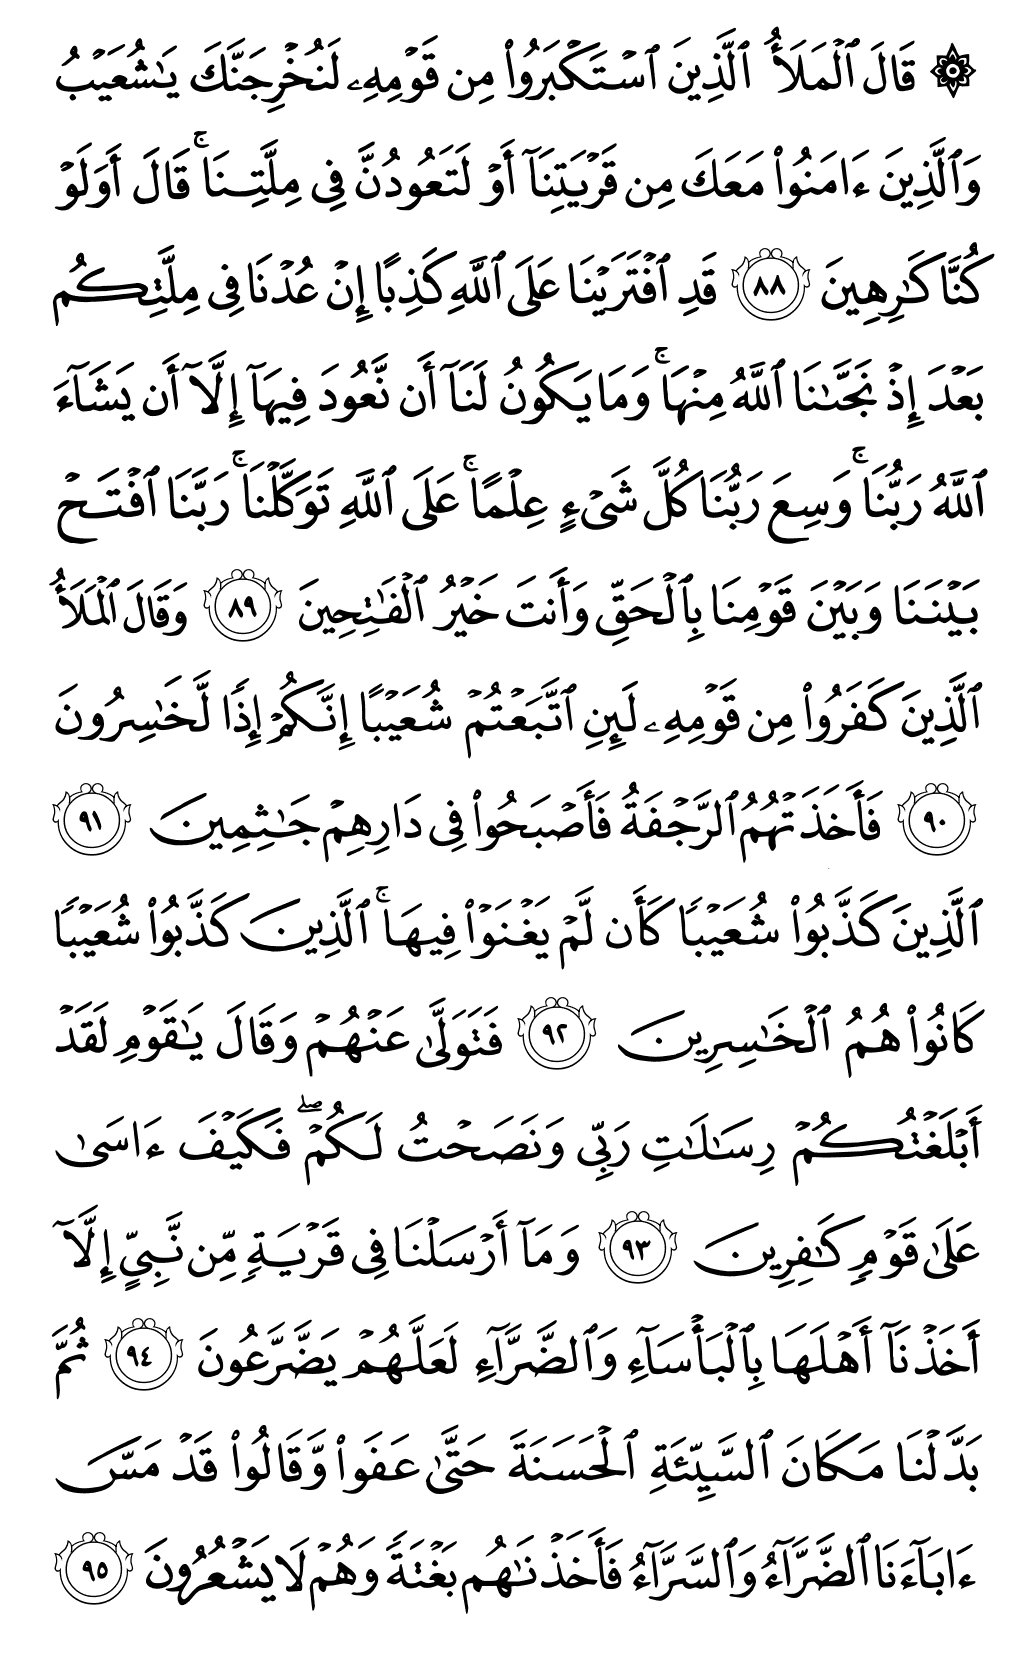 ۞ قَالَ ٱلْمَلَأُ ٱلَّذِينَ ٱسْتَكْبَرُوا۟ مِن قَوْمِهِۦ لَنُخْرِجَنَّكَ يَـٰشُعَيْبُ
وَٱلَّذِينَ ءَامَنُوا۟ مَعَكَ مِن قَرْيَتِنَآ أَوْ لَتَعُودُنَّ فِى مِلَّتِنَا ۚ قَالَ أَوَلَوْ
كُنَّا كَـٰرِهِينَ ٨٨ قَدِ ٱفْتَرَيْنَا عَلَى ٱللَّهِ كَذِبًا إِنْ عُدْنَا فِى مِلَّتِكُم
بَعْدَ إِذْ نَجَّىٰنَا ٱللَّهُ مِنْهَا ۚ وَمَا يَكُونُ لَنَآ أَن نَّعُودَ فِيهَآ إِلَّآ أَن يَشَآءَ
ٱللَّهُ رَبُّنَا ۚ وَسِعَ رَبُّنَا كُلَّ شَىْءٍ عِلْمًا ۚ عَلَى ٱللَّهِ تَوَكَّلْنَا ۚ رَبَّنَا ٱفْتَحْ
بَيْنَنَا وَبَيْنَ قَوْمِنَا بِٱلْحَقِّ وَأَنتَ خَيْرُ ٱلْفَـٰتِحِينَ ٨٩ وَقَالَ ٱلْمَلَأُ
ٱلَّذِينَ كَفَرُوا۟ مِن قَوْمِهِۦ لَئِنِ ٱتَّبَعْتُمْ شُعَيْبًا إِنَّكُمْ إِذًا لَّخَـٰسِرُونَ
٩٠ فَأَخَذَتْهُمُ ٱلرَّجْفَةُ فَأَصْبَحُوا۟ فِى دَارِهِمْ جَـٰثِمِينَ ٩١
ٱلَّذِينَ كَذَّبُوا۟ شُعَيْبًا كَأَن لَّمْ يَغْنَوْا۟ فِيهَا ۚ ٱلَّذِينَ كَذَّبُوا۟ شُعَيْبًا
كَانُوا۟ هُمُ ٱلْخَـٰسِرِينَ ٩٢ فَتَوَلَّىٰ عَنْهُمْ وَقَالَ يَـٰقَوْمِ لَقَدْ
أَبْلَغْتُكُمْ رِسَـٰلَـٰتِ رَبِّى وَنَصَحْتُ لَكُمْ ۖ فَكَيْفَ ءَاسَىٰ
عَلَىٰ قَوْمٍ كَـٰفِرِينَ ٩٣ وَمَآ أَرْسَلْنَا فِى قَرْيَةٍ مِّن نَّبِىٍّ إِلَّآ
أَخَذْنَآ أَهْلَهَا بِٱلْبَأْسَآءِ وَٱلضَّرَّآءِ لَعَلَّهُمْ يَضَّرَّعُونَ ٩٤ ثُمَّ
بَدَّلْنَا مَكَانَ ٱلسَّيِّئَةِ ٱلْحَسَنَةَ حَتَّىٰ عَفَوا۟ وَّقَالُوا۟ قَدْ مَسَّ
ءَابَآءَنَا ٱلضَّرَّآءُ وَٱلسَّرَّآءُ فَأَخَذْنَـٰهُم بَغْتَةً وَهُمْ لَا يَشْعُرُونَ ٩٥